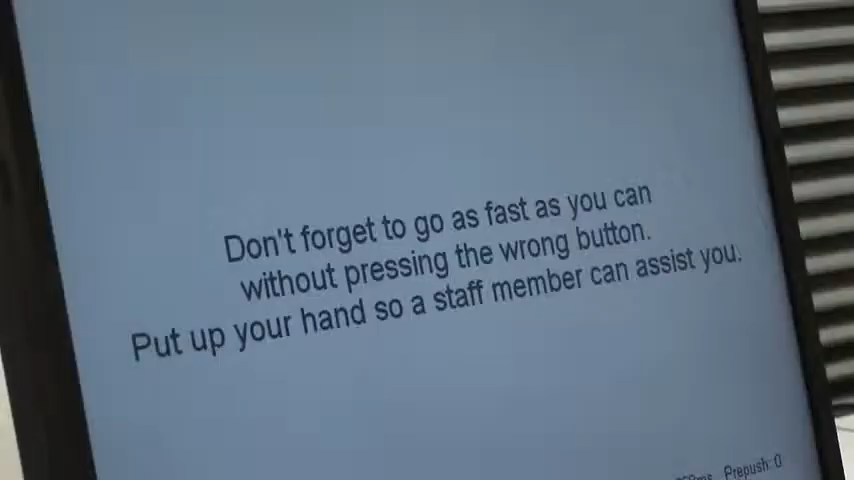 Don't forget to go as fast as you can
without pressing the wrong button.
Put up your hand so a staff member can assist you.
Prepush: 0